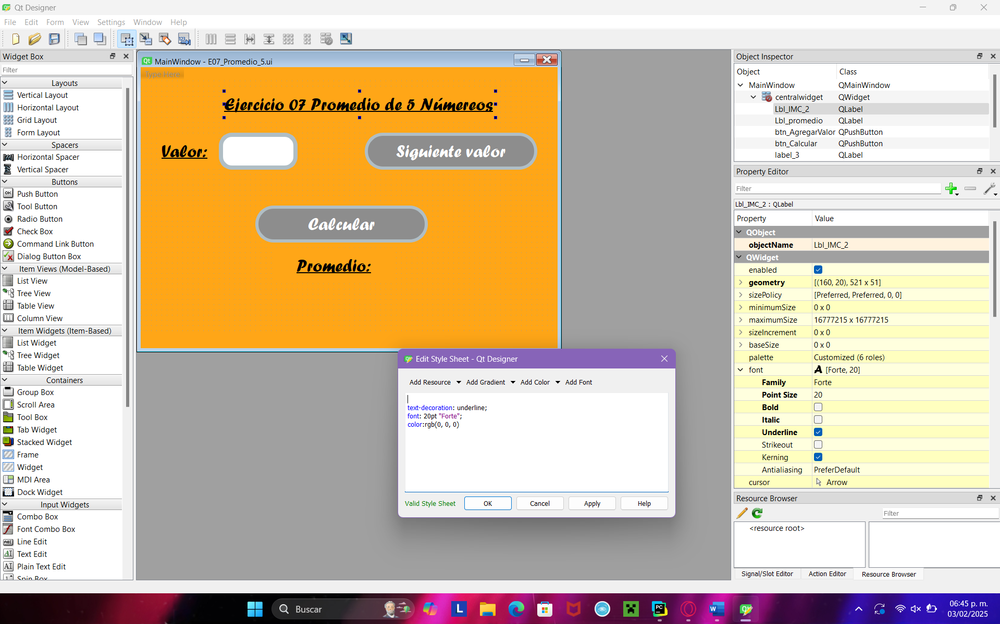 Qt Designer
File Edit Form View Settings Window Help
Widget Box
Filter
Layouts
Vertical Layout
Horizontal Layout
Grid Layout
Form Layout
Spacers
Horizontal Spacer
Vertical Spacer
Buttons
OK Push Button
Tool Button
Radio Button
Check Box
Command Link Button
Dialog Button Box
Item Views (Model-Based)
List View
Tree View
Table View
Column View
Item Widgets (Item-Based)
List Widget
Tree Widget
Table Widget
Containers
Group Box
Scroll Area
Tool Box
Tab Widget
Stacked Widget
Frame
Widget
MDI Area
Dock Widget
Input Widgets
Combo Box
Font Combo Box
Line Edit
Text Edit
Plain Text Edit
Spin Box
MainWindow - E07_Promedio_5.ui
Type Here
Ejercicio 07 Promedio de 5 Númereos
Valor:
Siguiente valor
Calcular
Promedio:
Edit Style Sheet - Qt Designer
Add Resource Add Gradient Add Color Add Font
text-decoration: underline;
font: 20pt "Forte";
color:rgb(0, 0, 0)
Valid Style Sheet OK Cancel Apply Help
Object Inspector
Object Class
MainWindow QMainWindow
centralwidget QWidget
Lbl_IMC_2 QLabel
Lbl_promedio QLabel
btn_AgregarValor QPushButton
btn_Calcular QPushButton
label_3 QLabel
Property Editor
Filter
Lbl_IMC_2 : QLabel
Property Value
QObject
objectName Lbl_IMC_2
QWidget
enabled
geometry [(160, 20), 521 x 51]
sizePolicy [Preferred, Preferred, 0, 0]
minimumSize 0 x 0
maximumSize 16777215 x 16777215
sizeIncrement 0 x 0
baseSize 0 x 0
palette Customized (6 roles)
font A [Forte, 20]
Family Forte
Point Size 20
Bold
Italic
Underline
Strikeout
Kerning
Antialiasing PreferDefault
cursor Arrow
Resource Browser
Filter
<resource root>
Signal/Slot Editor Action Editor Resource Browser
Buscar
06:45 p. m.
03/02/2025